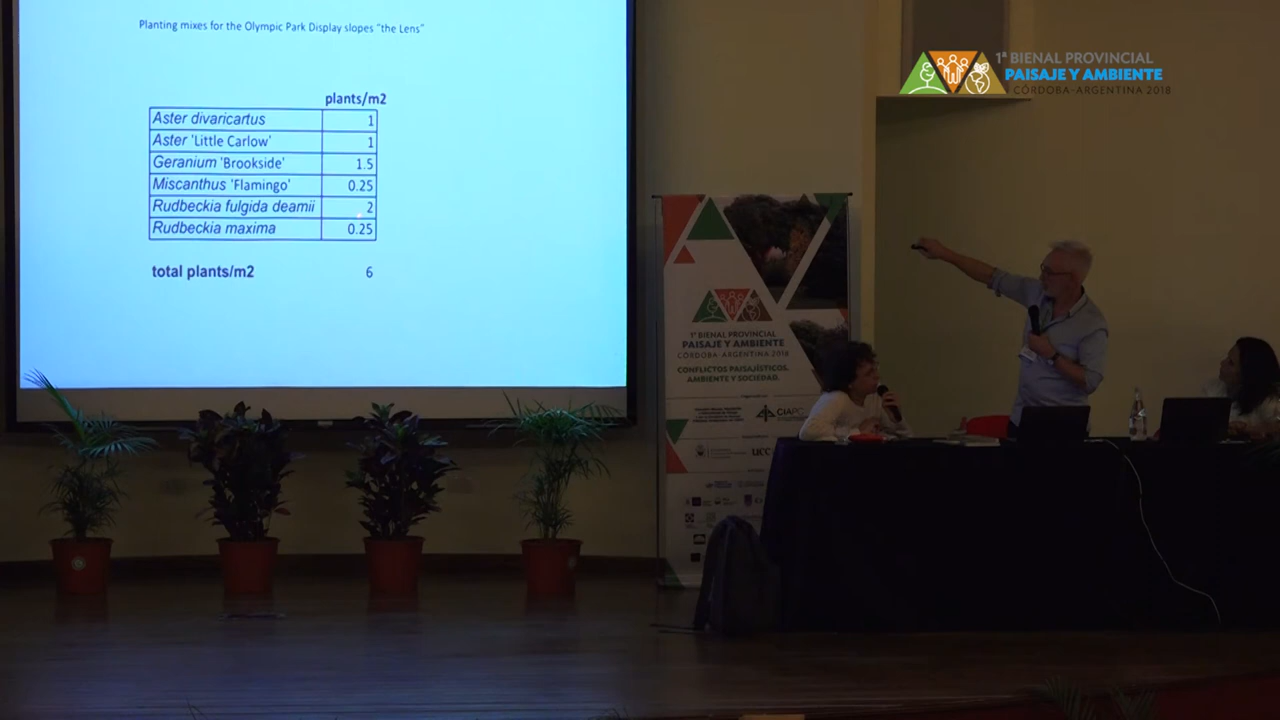 Planting mixes for the Olympic Park Display slopes "the Lens"
plants/m2
Aster divaricartus 1
Aster 'Little Carlow' 1
Geranium 'Brookside' 1.5
Miscanthus 'Flamingo' 0.25
Rudbeckia fulgida deamii 2
Rudbeckia maxima 0.25
total plants/m2 6
1ª BIENAL PROVINCIAL
PAISAJE Y AMBIENTE
CÓRDOBA-ARGENTINA 2018
1ª BIENAL PROVINCIAL
PAISAJE Y AMBIENTE
CÓRDOBA-ARGENTINA 2018
CONFLICTOS PAISAJÍSTICOS,
AMBIENTE Y SOCIEDAD.
CIAPC
UCC